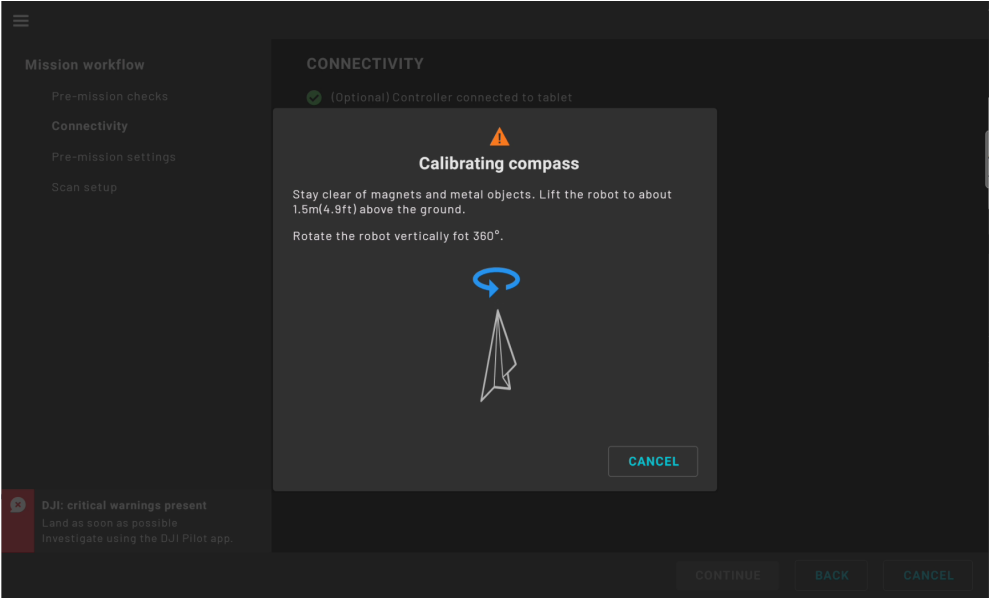 Mission workflow
Pre-mission checks
Connectivity
Pre-mission settings
Scan setup
CONNECTIVITY
(Optional) Controller connected to tablet
Calibrating compass
Stay clear of magnets and metal objects. Lift the robot to about
1.5m(4.9ft) above the ground.
Rotate the robot vertically fot 360°.
CANCEL
DJI: critical warnings present
Land as soon as possible
Investigate using the DJI Pilot app.
CONTINUE
BACK
CANCEL